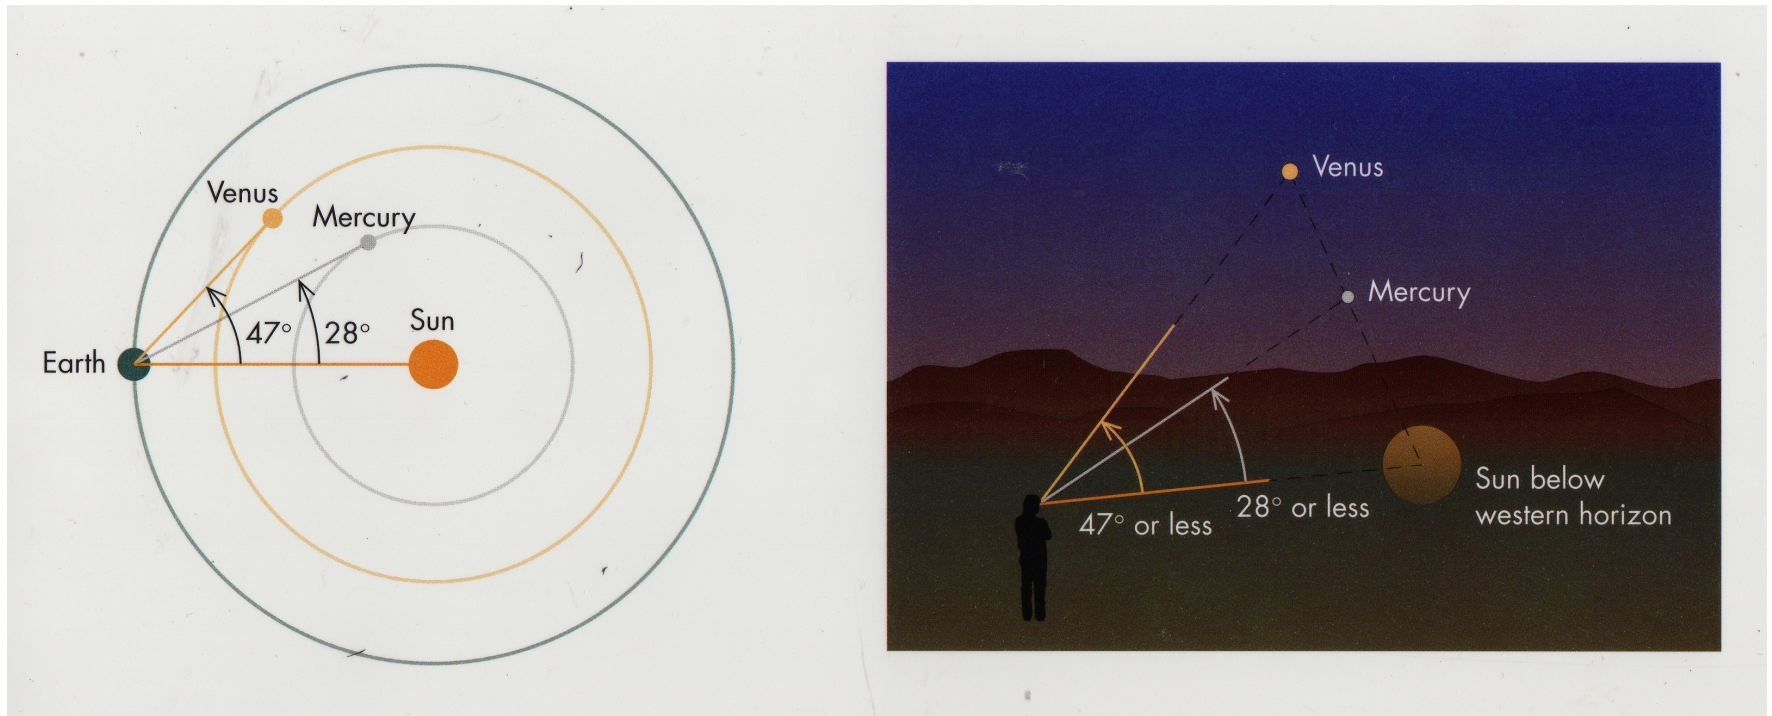 Venus
Mercury
47° 28°
Sun
Earth
Venus
Mercury
Sun below
western horizon
47° or less
28° or less